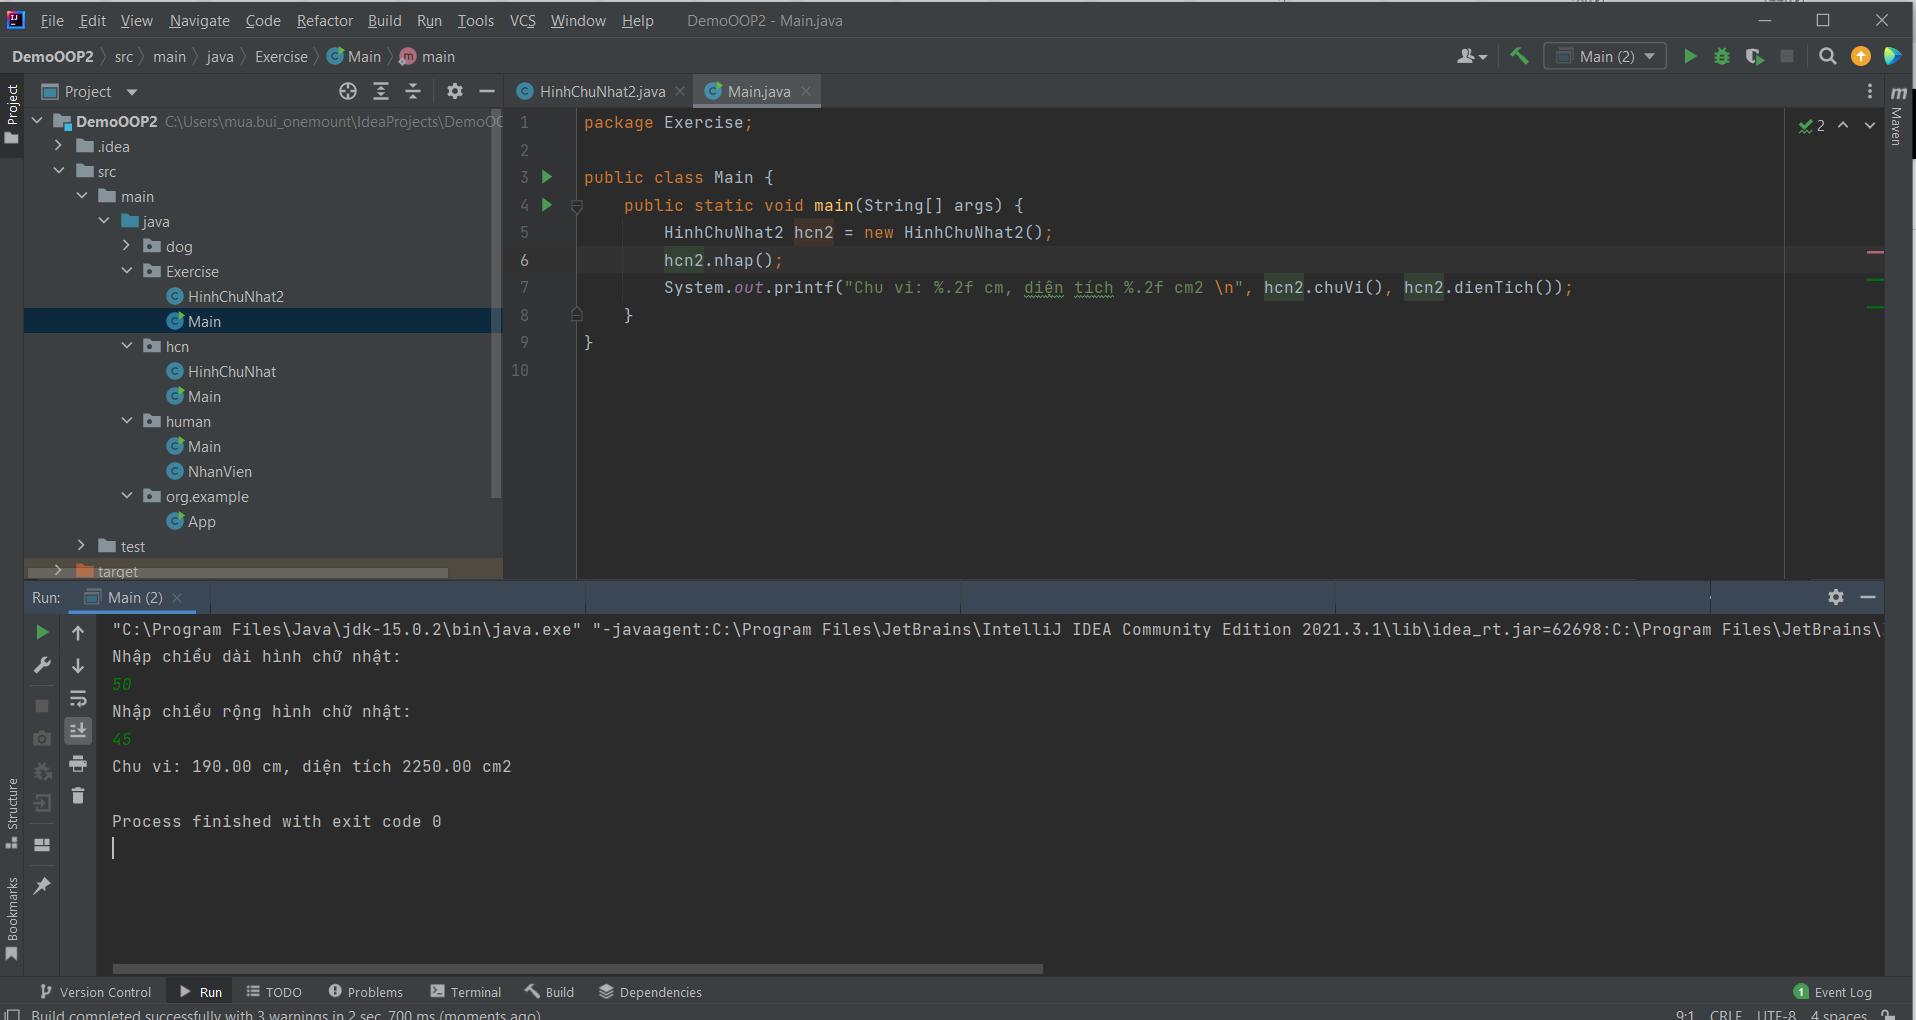 File Edit View Navigate Code Refactor Build Run Tools VCS Window Help DemoOOP2 - Main.java
DemoOOP2 src main java Exercise Main main Main (2)
Project
HinhChuNhat2.java Main.java
Project
DemoOOP2 C:\Users\mua.bui_onemount\IdeaProjects\DemoOO
.idea
src
main
java
dog
Exercise
HinhChuNhat2
Main
hcn
HinhChuNhat
Main
human
Main
NhanVien
org.example
App
test
target
1 package Exercise;
2
3 public class Main {
4 public static void main(String[] args) {
5 HinhChuNhat2 hcn2 = new HinhChuNhat2();
6 hcn2.nhap();
7 System.out.printf("Chu vi: %.2f cm, diện tích %.2f cm2 \n", hcn2.chuVi(), hcn2.dienTich());
8 }
9 }
10
2
Maven
Run: Main (2)
"C:\Program Files\Java\jdk-15.0.2\bin\java.exe" "-javaagent:C:\Program Files\JetBrains\IntelliJ IDEA Community Edition 2021.3.1\lib\idea_rt.jar=62698:C:\Program Files\JetBrains\
Nhập chiều dài hình chữ nhật:
50
Nhập chiều rộng hình chữ nhật:
45
Chu vi: 190.00 cm, diện tích 2250.00 cm2
Process finished with exit code 0
Structure
Bookmarks
Version Control Run TODO Problems Terminal Build Dependencies 1 Event Log
Build completed successfully with 3 warnings in 2 sec, 700 ms (moments ago) 9:1 CRLF UTF-8 4 spaces